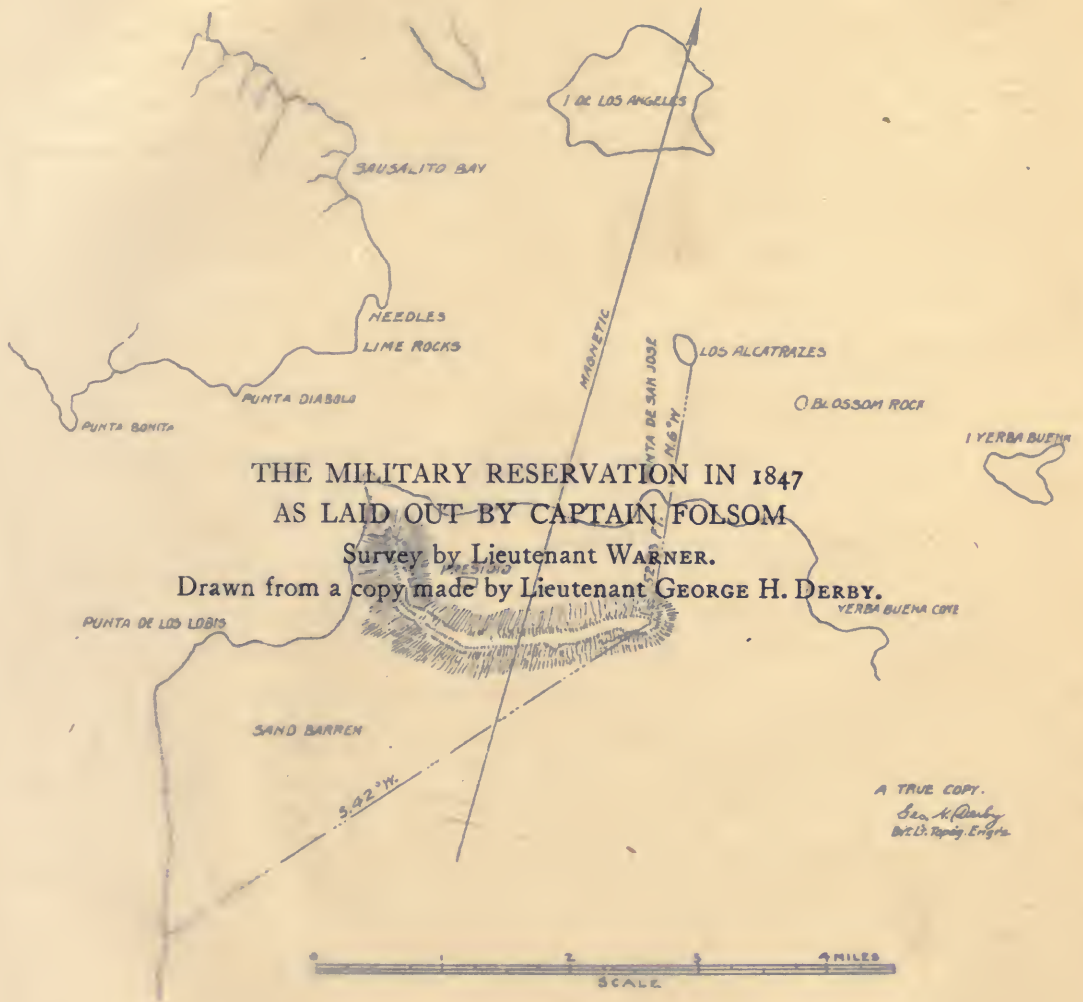 I DE LOS ANGELES
SAUSALITO BAY
NEEDLES
LIME ROCKS
MAGNETIC
LOS ALCATRAZES
BLOSSOM ROCK
PUNTA DIABOLO
PUNTA BONITA
I YERBA BUENA
DE SAN JOSE
N.6°W
THE MILITARY RESERVATION IN 1847
AS LAID OUT BY CAPTAIN FOLSOM
Survey by Lieutenant WARNER.
PRESIDIO
FT.
Drawn from a copy made by Lieutenant GEORGE H. DERBY.
YERBA BUENA COVE
PUNTA DE LOS LOBIS
SAND BARREN
S.42°W.
A TRUE COPY.
Geo. H. Derby
Bvt. Lt. Topog. Engrs
0 1 2 3 4 MILES
SCALE